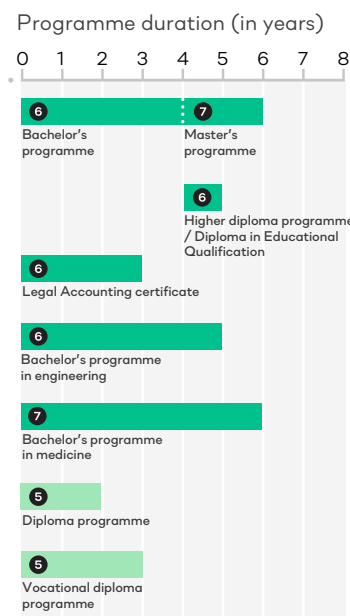 Programme duration (in years)
0 1 2 3 4 5 6 7 8
6 7
Bachelor's Master's
programme programme
6
Higher diploma programme
/ Diploma in Educational
Qualification
6
Legal Accounting certificate
6
Bachelor's programme
in engineering
7
Bachelor's programme
in medicine
5
Diploma programme
5
Vocational diploma
programme